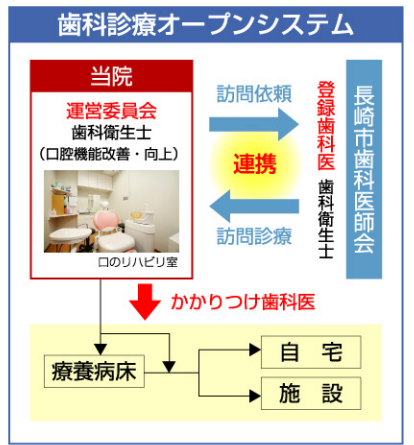 歯科診療オープンシステム
当院
運営委員会
歯科衛生士
（口腔機能改善・向上）
口のリハビリ室
訪問依頼
連携
訪問診療
登録歯科医
歯科衛生士
長崎市歯科医師会
かかりつけ歯科医
療養病床
自 宅
施 設